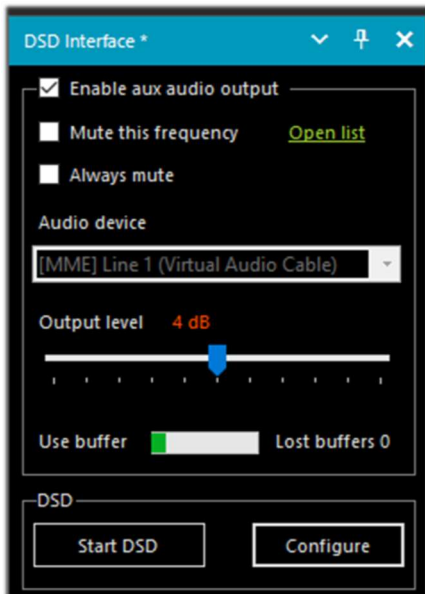 DSD Interface *
Enable aux audio output
Mute this frequency Open list
Always mute
Audio device
[MME] Line 1 (Virtual Audio Cable)
Output level 4 dB
Use buffer Lost buffers 0
DSD
Start DSD Configure